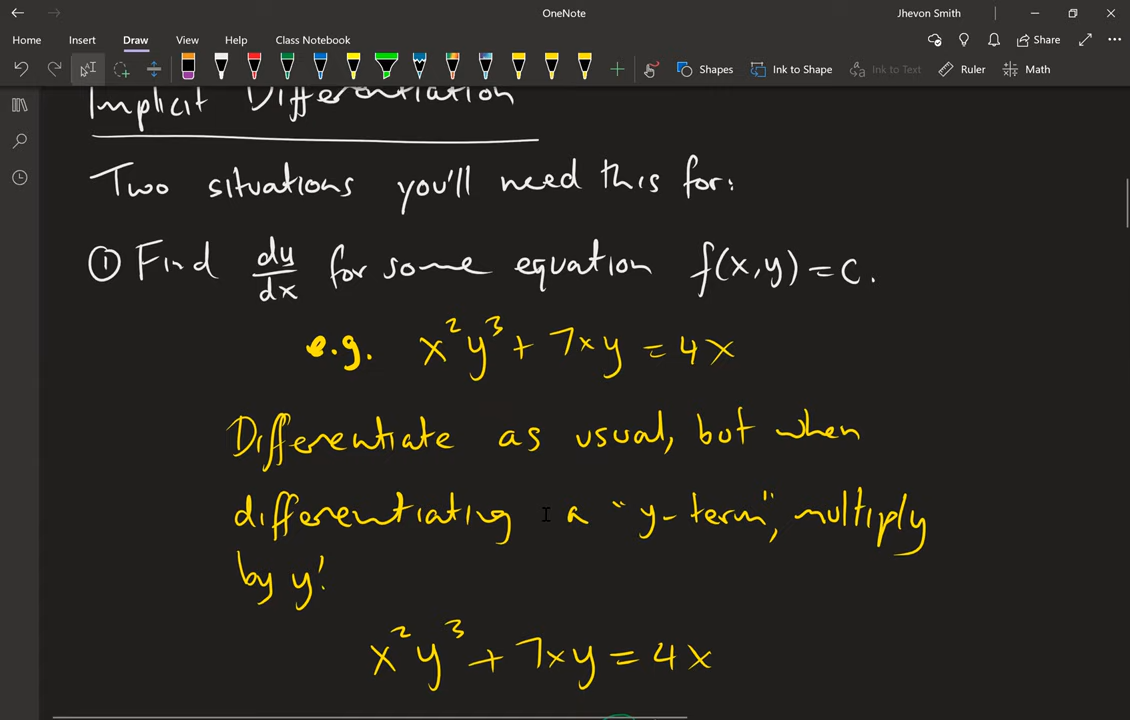 OneNote
Jhevon Smith
Home Insert Draw View Help Class Notebook
Share
Shapes Ink to Shape Ink to Text Ruler Math
Implicit Differentiation
Two situations you'll need this for:
① Find dy/dx for some equation f(x,y) = c.
e.g. x²y³ + 7xy = 4x
Differentiate as usual, but when
differentiating a "y-term", multiply
by y'.
x²y³ + 7xy = 4x